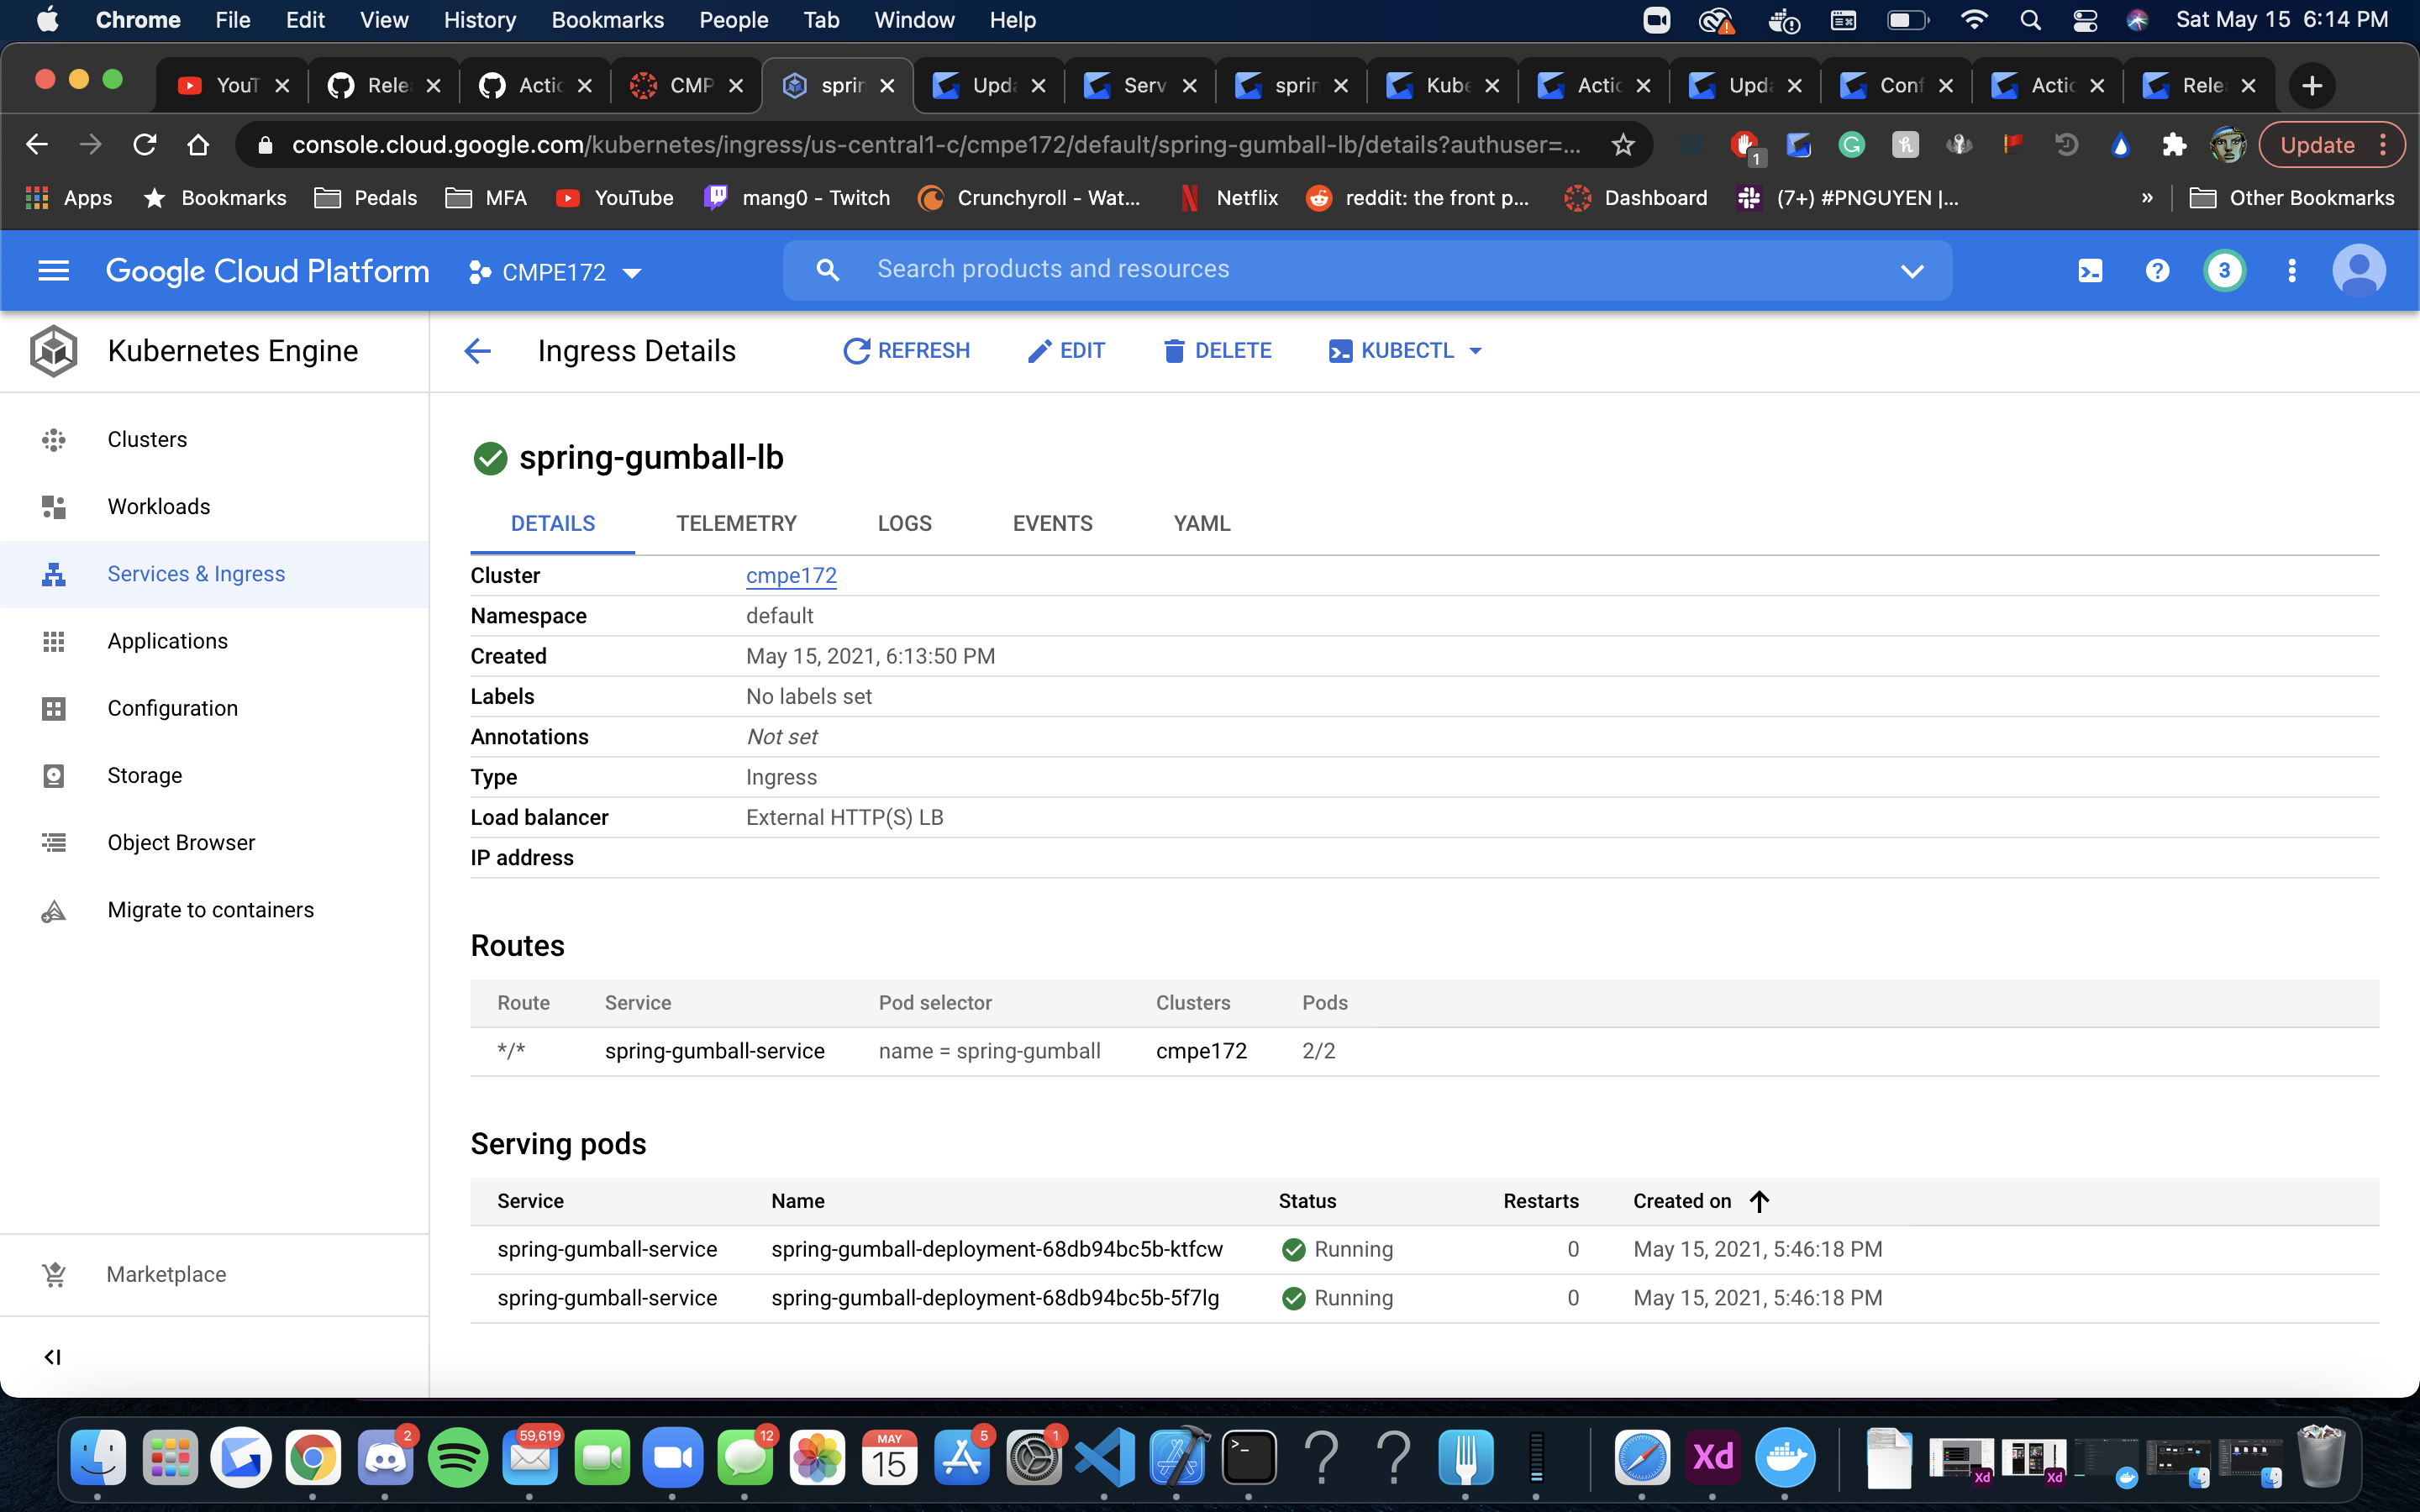 Chrome File Edit View History Bookmarks People Tab Window Help Sat May 15 6:14 PM
YouT Rele Actic CMP sprin Upda Serv sprin Kube Actic Upda Conf Actic Rele
console.cloud.google.com/kubernetes/ingress/us-central1-c/cmpe172/default/spring-gumball-lb/details?authuser=... 1 Update
Apps Bookmarks Pedals MFA YouTube mang0 - Twitch Crunchyroll - Wat... Netflix reddit: the front p... Dashboard (7+) #PNGUYEN |... » Other Bookmarks
Google Cloud Platform CMPE172 Search products and resources 3
Kubernetes Engine
Ingress Details REFRESH EDIT DELETE KUBECTL
Clusters
Workloads
Services & Ingress
Applications
Configuration
Storage
Object Browser
Migrate to containers
Marketplace
spring-gumball-lb
DETAILS TELEMETRY LOGS EVENTS YAML
Cluster cmpe172
Namespace default
Created May 15, 2021, 6:13:50 PM
Labels No labels set
Annotations Not set
Type Ingress
Load balancer External HTTP(S) LB
IP address
Routes
Route Service Pod selector Clusters Pods
*/* spring-gumball-service name = spring-gumball cmpe172 2/2
Serving pods
Service Name Status Restarts Created on
spring-gumball-service spring-gumball-deployment-68db94bc5b-ktfcw Running 0 May 15, 2021, 5:46:18 PM
spring-gumball-service spring-gumball-deployment-68db94bc5b-5f7lg Running 0 May 15, 2021, 5:46:18 PM
2 59,619 12 MAY 15 5 1 Xd Xd Xd